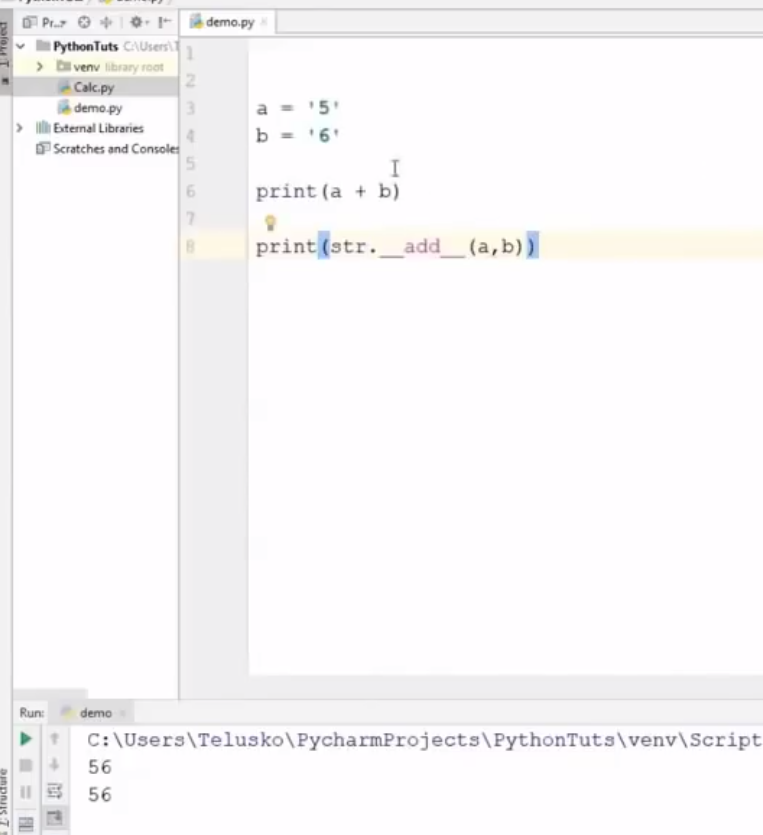 Pr..
demo.py
1: Project
PythonTuts C:\Users\T
venv library root
Calc.py
demo.py
External Libraries
Scratches and Consoles
1
2
3 a = '5'
4 b = '6'
5
6 print(a + b)
7
8 print(str.__add__(a,b))
Run: demo
C:\Users\Telusko\PycharmProjects\PythonTuts\venv\Script
56
56
Z: Structure